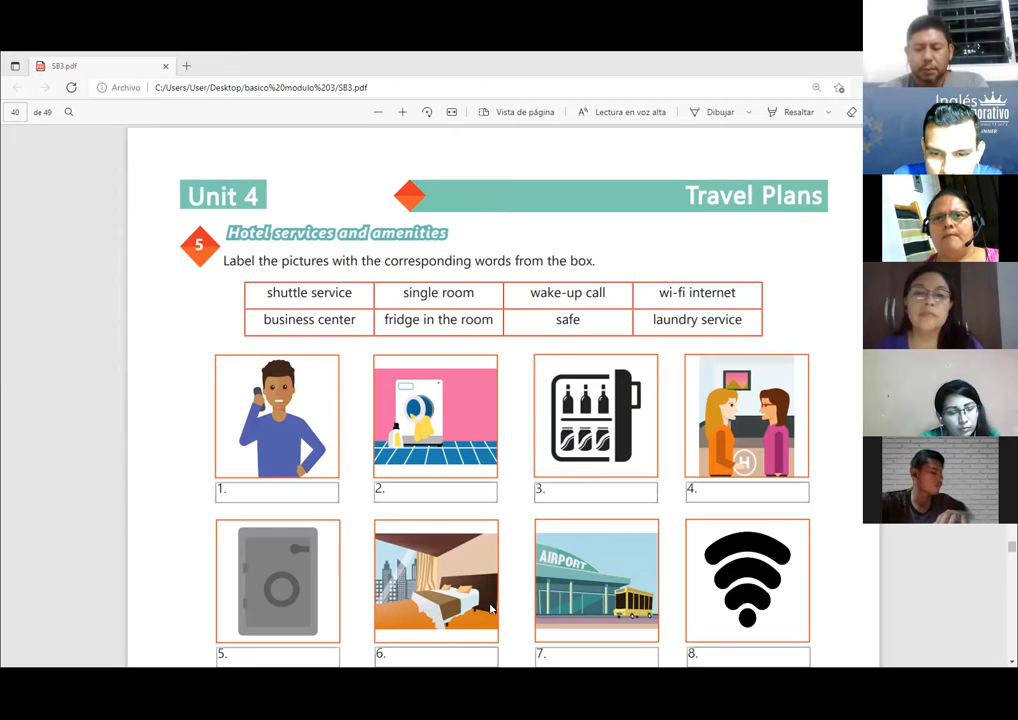 SB3.pdf
Archivo
C:/Users/User/Desktop/basico%20modulo%203/SB3.pdf
40 de 49
Vista de página
Lectura en voz alta
Dibujar
Resaltar
Inglés
INNER
Unit 4
Travel Plans
5
Hotel services and amenities
Label the pictures with the corresponding words from the box.
shuttle service single room wake-up call wi-fi internet
business center fridge in the room safe laundry service
H
1. 2. 3. 4.
AIRPORT
5. 6. 7. 8.